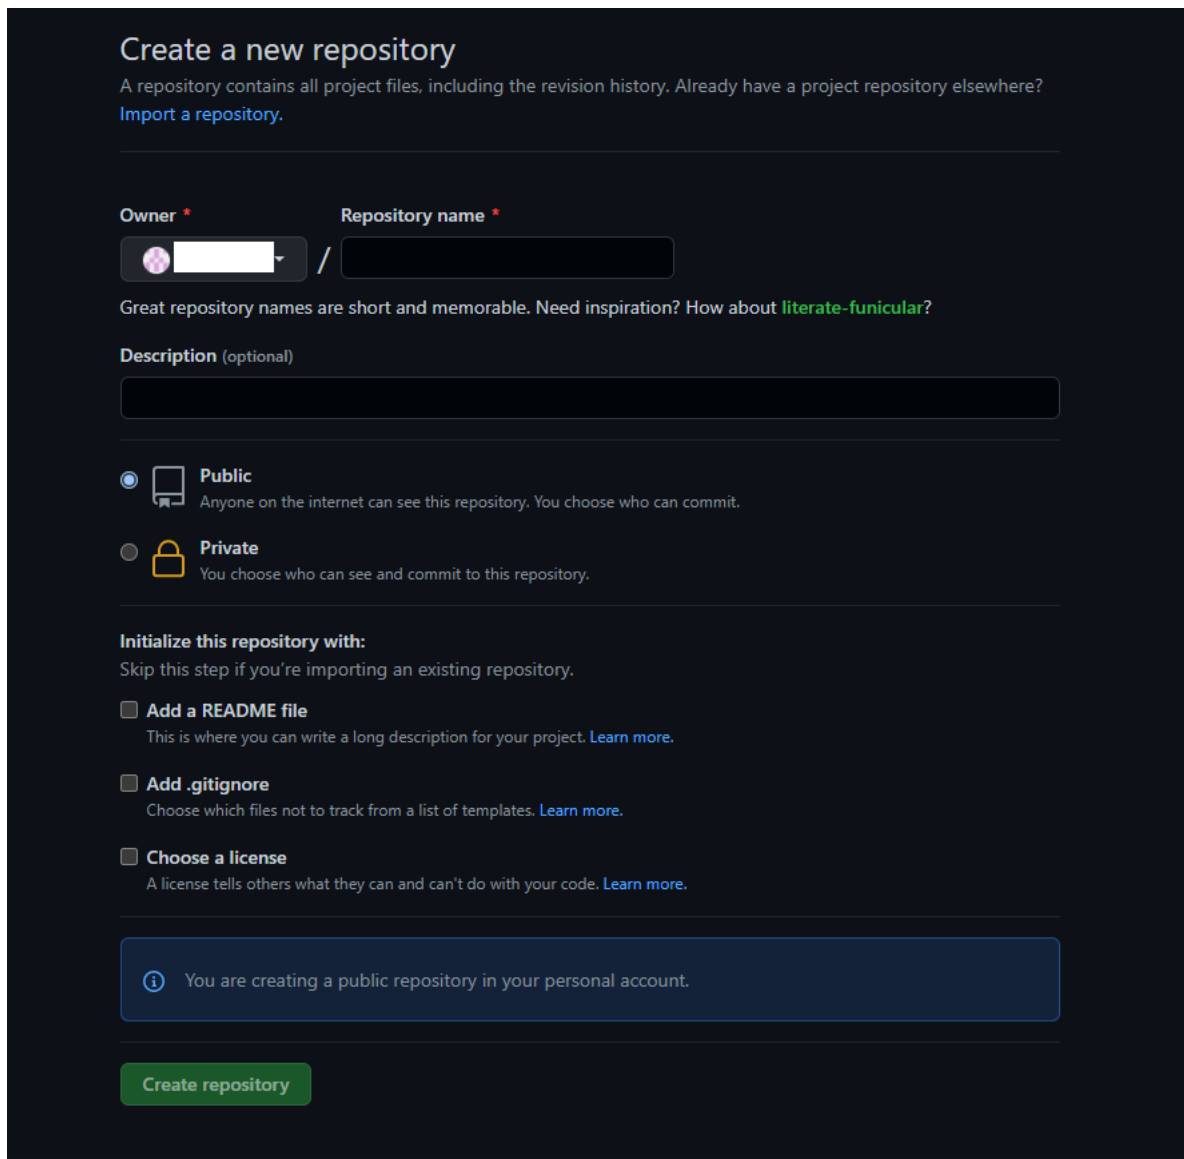 Create a new repository
A repository contains all project files, including the revision history. Already have a project repository elsewhere?
Import a repository.
Owner * Repository name *
/
Great repository names are short and memorable. Need inspiration? How about literate-funicular?
Description (optional)
Public
Anyone on the internet can see this repository. You choose who can commit.
Private
You choose who can see and commit to this repository.
Initialize this repository with:
Skip this step if you’re importing an existing repository.
Add a README file
This is where you can write a long description for your project. Learn more.
Add .gitignore
Choose which files not to track from a list of templates. Learn more.
Choose a license
A license tells others what they can and can't do with your code. Learn more.
You are creating a public repository in your personal account.
Create repository